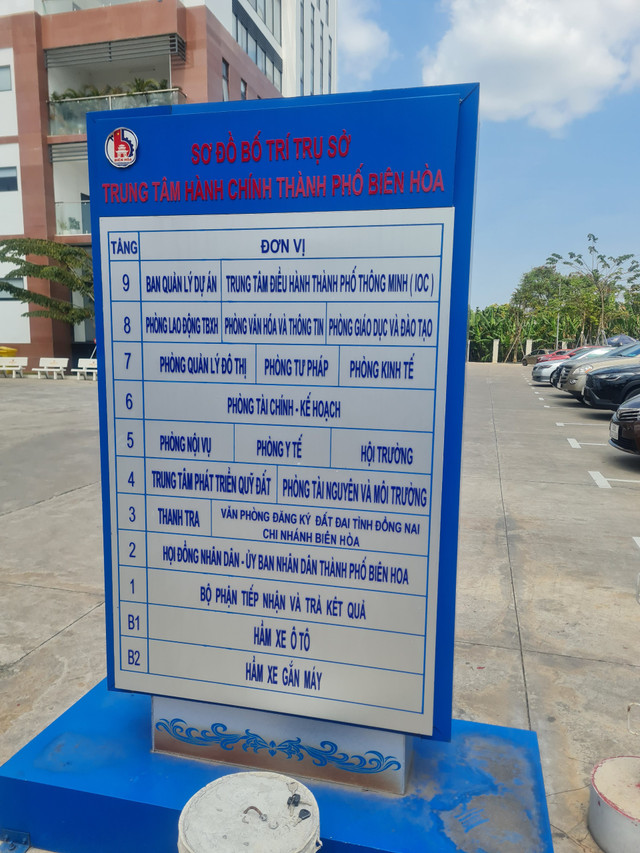 BIÊN HÒA
SƠ ĐỒ BỐ TRÍ TRỤ SỞ
TRUNG TÂM HÀNH CHÍNH THÀNH PHỐ BIÊN HÒA
TẦNG ĐƠN VỊ
9 BAN QUẢN LÝ DỰ ÁN TRUNG TÂM ĐIỀU HÀNH THÀNH PHỐ THÔNG MINH ( IOC )
8 PHÒNG LAO ĐỘNG TBXH PHÒNG VĂN HÓA VÀ THÔNG TIN PHÒNG GIÁO DỤC VÀ ĐÀO TẠO
7 PHÒNG QUẢN LÝ ĐÔ THỊ PHÒNG TƯ PHÁP PHÒNG KINH TẾ
6 PHÒNG TÀI CHÍNH - KẾ HOẠCH
5 PHÒNG NỘI VỤ PHÒNG Y TẾ HỘI TRƯỜNG
4 TRUNG TÂM PHÁT TRIỂN QUỸ ĐẤT PHÒNG TÀI NGUYÊN VÀ MÔI TRƯỜNG
3 THANH TRA VĂN PHÒNG ĐĂNG KÝ ĐẤT ĐAI TỈNH ĐỒNG NAI
CHI NHÁNH BIÊN HÒA
2 HỘI ĐỒNG NHÂN DÂN - ỦY BAN NHÂN DÂN THÀNH PHỐ BIÊN HOA
1 BỘ PHẬN TIẾP NHẬN VÀ TRẢ KẾT QUẢ
B1 HẦM XE Ô TÔ
B2 HẦM XE GẮN MÁY